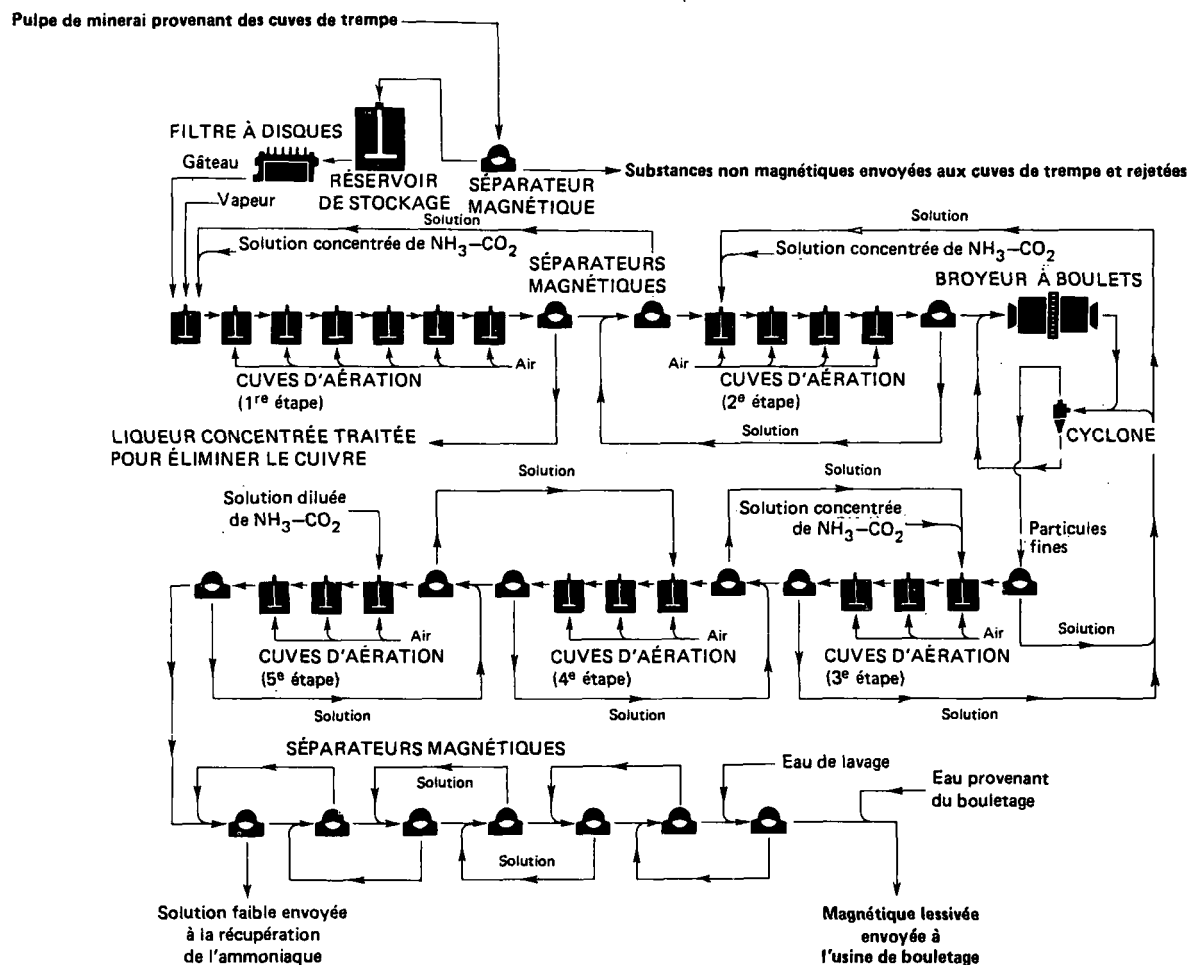 Pulpe de minerai provenant des cuves de trempe
FILTRE À DISQUES
Gâteau
Vapeur
RÉSERVOIR
DE STOCKAGE
SÉPARATEUR
MAGNÉTIQUE
Substances non magnétiques envoyées aux cuves de trempe et rejetées
Solution
Solution concentrée de NH₃–CO₂
SÉPARATEURS
MAGNÉTIQUES
Solution
Solution concentrée de NH₃–CO₂
BROYEUR À BOULETS
Air
CUVES D'AÉRATION
(1re étape)
Air
CUVES D'AÉRATION
(2e étape)
Solution
CYCLONE
LIQUEUR CONCENTRÉE TRAITÉE
POUR ÉLIMINER LE CUIVRE
Solution
Solution
Solution diluée
de NH₃–CO₂
Solution concentrée
de NH₃–CO₂
Particules
fines
Air
CUVES D'AÉRATION
(5e étape)
Solution
Air
CUVES D'AÉRATION
(4e étape)
Solution
Air
CUVES D'AÉRATION
(3e étape)
Solution
Solution
SÉPARATEURS MAGNÉTIQUES
Solution
Solution
Eau de lavage
Eau provenant
du bouletage
Solution faible envoyée
à la récupération
de l'ammoniaque
Magnétique lessivée
envoyée à
l'usine de bouletage